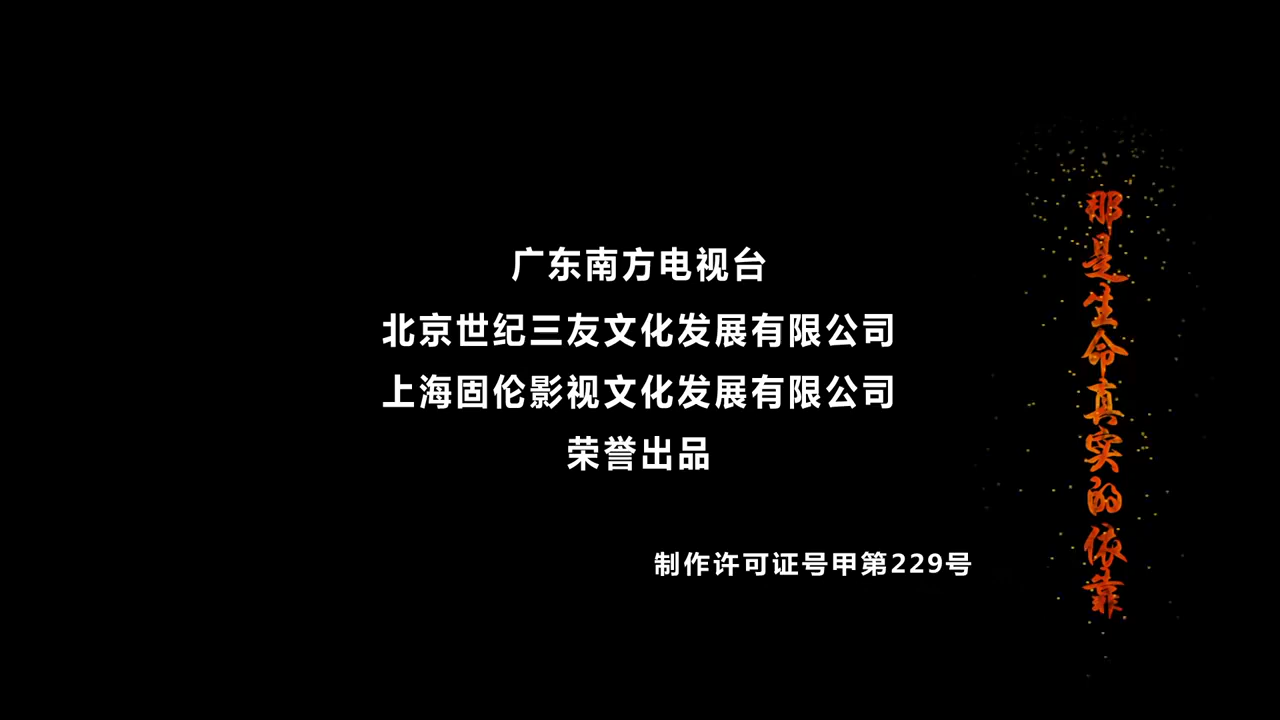 广东南方电视台
北京世纪三友文化发展有限公司
上海固伦影视文化发展有限公司
荣誉出品
制作许可证号甲第229号
那是生命真实的依靠